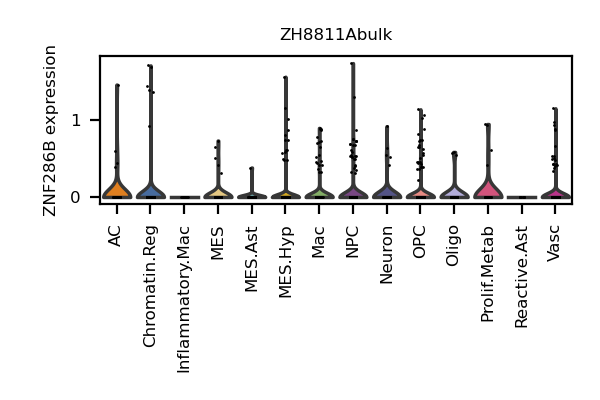 ZH8811Abulk
ZNF286B expression
1
0
AC
Chromatin.Reg
Inflammatory.Mac
MES
MES.Ast
MES.Hyp
Mac
NPC
Neuron
OPC
Oligo
Prolif.Metab
Reactive.Ast
Vasc